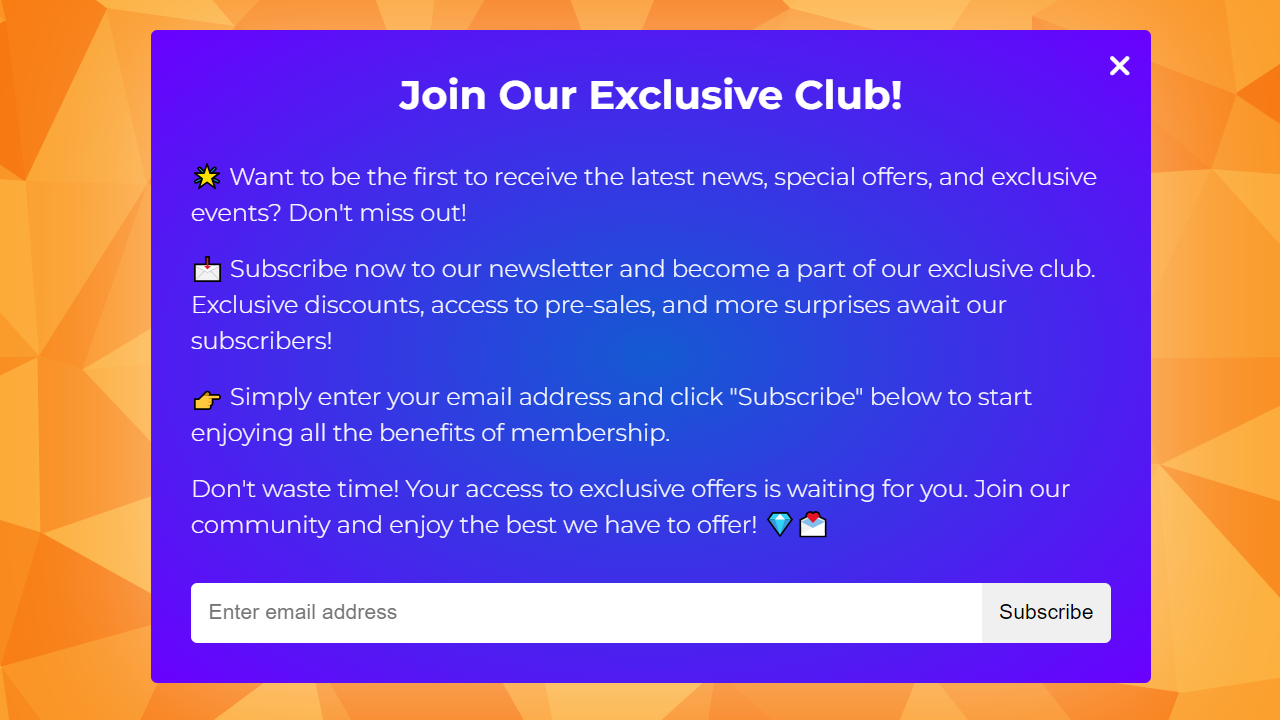 Join Our Exclusive Club!
🌟 Want to be the first to receive the latest news, special offers, and exclusive
events? Don't miss out!
📩 Subscribe now to our newsletter and become a part of our exclusive club.
Exclusive discounts, access to pre-sales, and more surprises await our
subscribers!
👉 Simply enter your email address and click "Subscribe" below to start
enjoying all the benefits of membership.
Don't waste time! Your access to exclusive offers is waiting for you. Join our
community and enjoy the best we have to offer! 💎💌
Enter email address
Subscribe